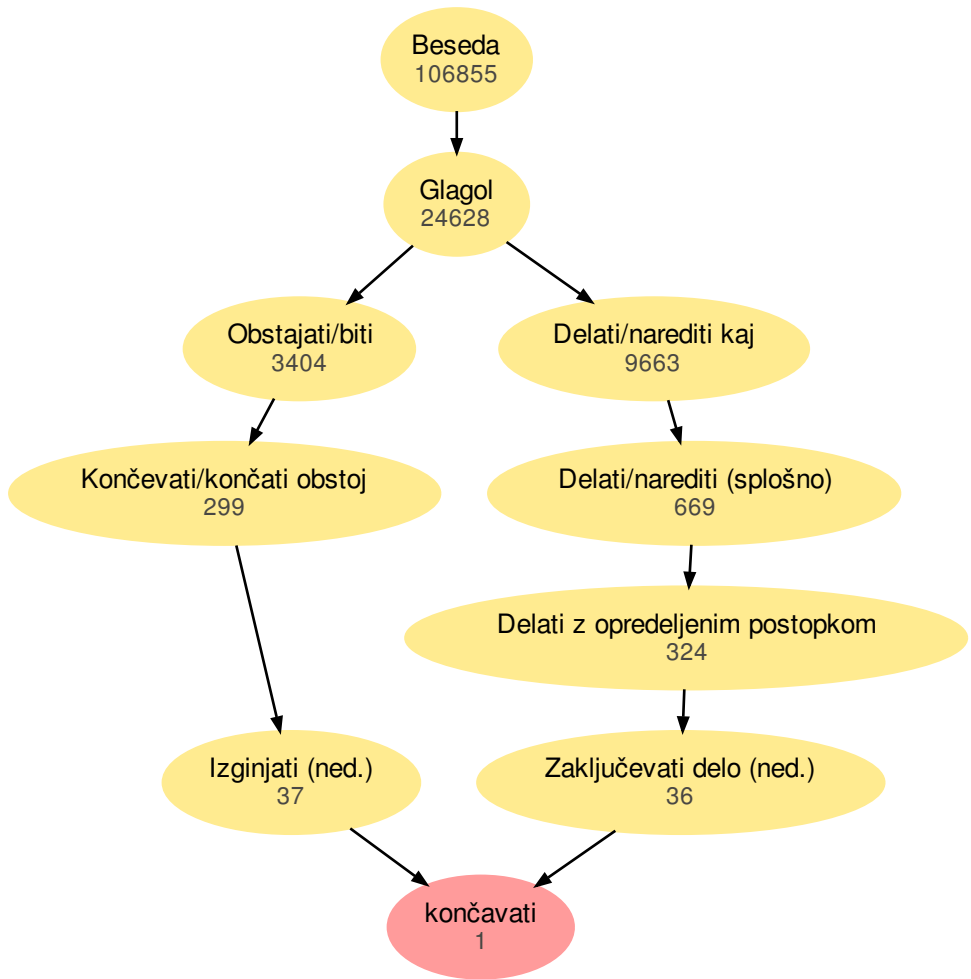 Beseda
106855
Glagol
24628
Obstajati/biti
3404
Delati/narediti kaj
9663
Končevati/končati obstoj
299
Delati/narediti (splošno)
669
Delati z opredeljenim postopkom
324
Izginjati (ned.)
37
Zaključevati delo (ned.)
36
končavati
1